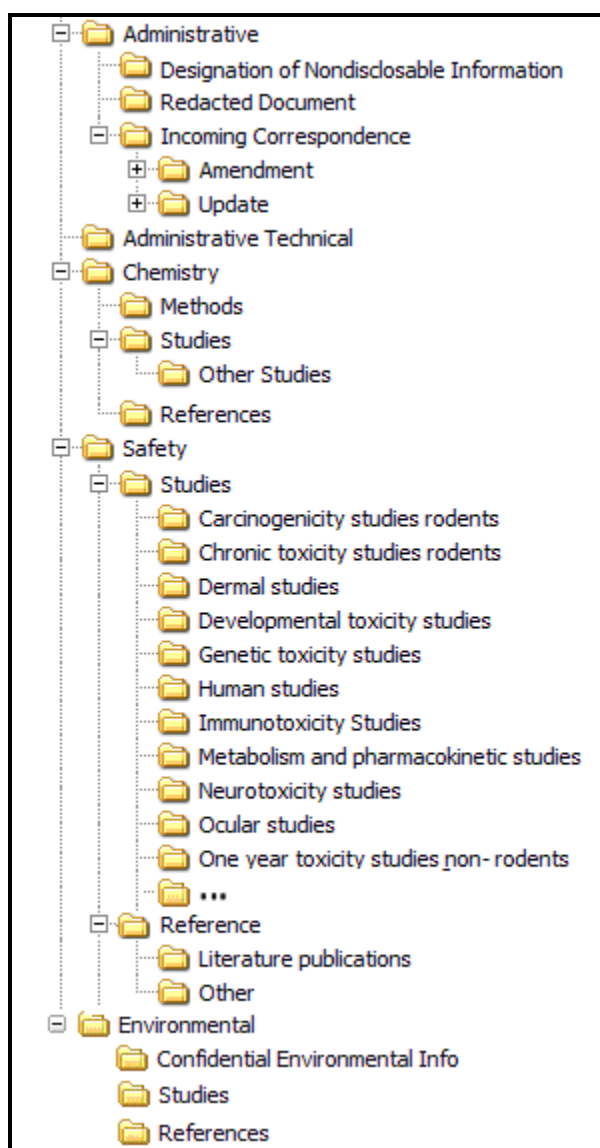 Administrative
Designation of Nondisclosable Information
Redacted Document
Incoming Correspondence
Amendment
Update
Administrative Technical
Chemistry
Methods
Studies
Other Studies
References
Safety
Studies
Carcinogenicity studies rodents
Chronic toxicity studies rodents
Dermal studies
Developmental toxicity studies
Genetic toxicity studies
Human studies
Immunotoxicity Studies
Metabolism and pharmacokinetic studies
Neurotoxicity studies
Ocular studies
One year toxicity studies non- rodents
...
Reference
Literature publications
Other
Environmental
Confidential Environmental Info
Studies
References